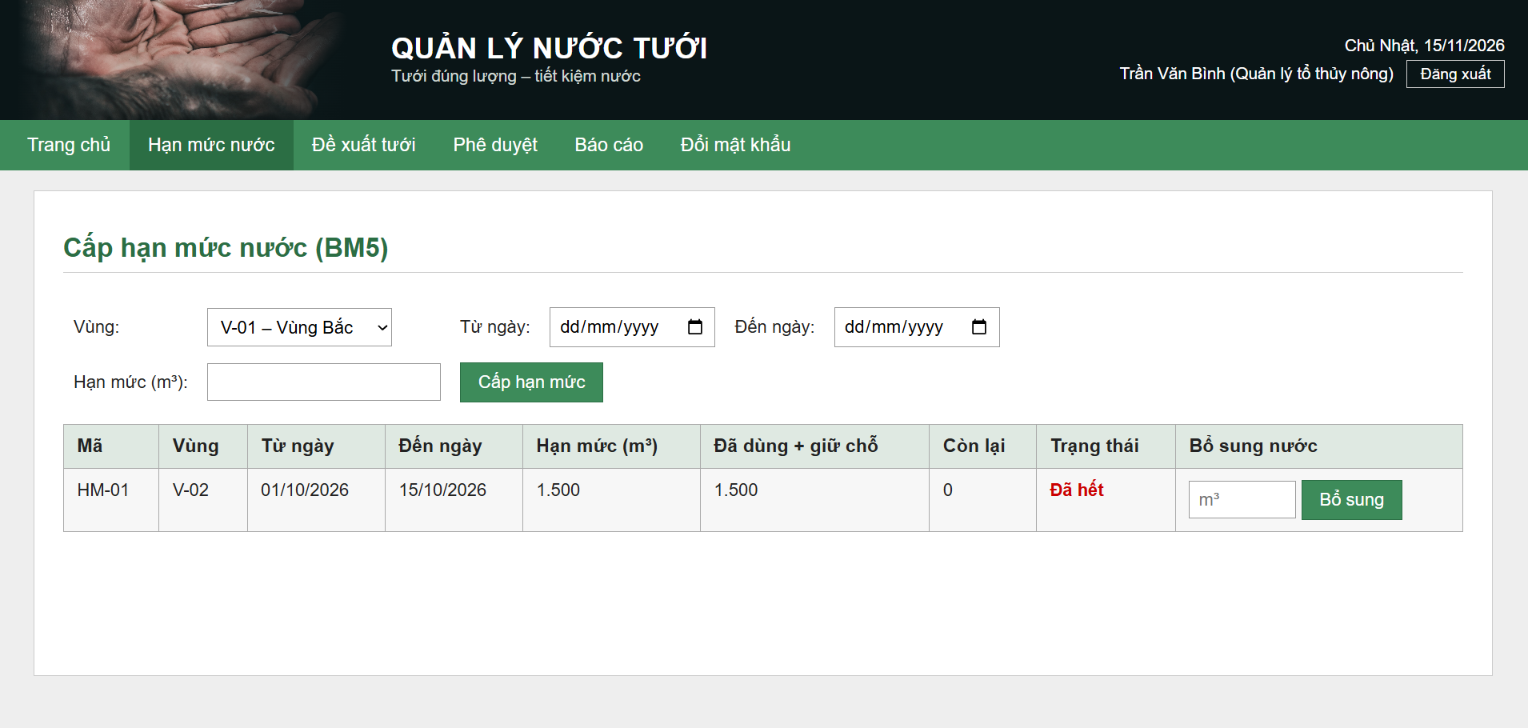 QUẢN LÝ NƯỚC TƯỚI
Tưới đúng lượng – tiết kiệm nước
Chủ Nhật, 15/11/2026
Trần Văn Bình (Quản lý tổ thủy nông) Đăng xuất
Trang chủ Hạn mức nước Đề xuất tưới Phê duyệt Báo cáo Đổi mật khẩu
Cấp hạn mức nước (BM5)
Vùng: V-01 – Vùng Bắc Từ ngày: dd/mm/yyyy Đến ngày: dd/mm/yyyy
Hạn mức (m³): Cấp hạn mức
Mã Vùng Từ ngày Đến ngày Hạn mức (m³) Đã dùng + giữ chỗ Còn lại Trạng thái Bổ sung nước
HM-01 V-02 01/10/2026 15/10/2026 1.500 1.500 0 Đã hết m³ Bổ sung